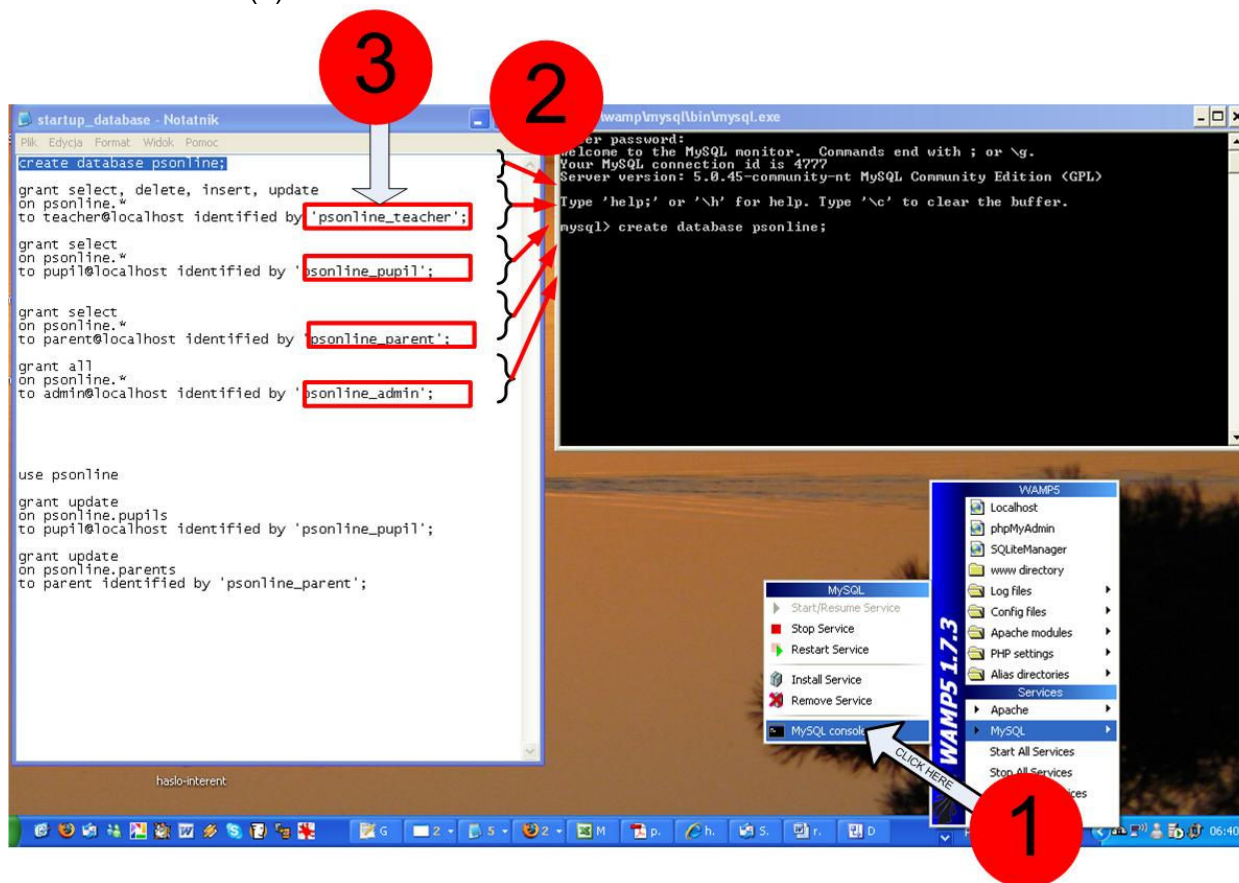 3
2
startup_database - Notatnik
Plik Edycja Format Widok Pomoc
create database psonline;
grant select, delete, insert, update
on psonline.*
to teacher@localhost identified by 'psonline_teacher';
grant select
on psonline.*
to pupil@localhost identified by 'psonline_pupil';
grant select
on psonline.*
to parent@localhost identified by 'psonline_parent';
grant all
on psonline.*
to admin@localhost identified by 'psonline_admin';
use psonline
grant update
on psonline.pupils
to pupil@localhost identified by 'psonline_pupil';
grant update
on psonline.parents
to parent identified by 'psonline_parent';
wamp\mysql\bin\mysql.exe
password:
Welcome to the MySQL monitor. Commands end with ; or \g.
Your MySQL connection id is 4777
Server version: 5.0.45-community-nt MySQL Community Edition (GPL)
Type 'help;' or '\h' for help. Type '\c' to clear the buffer.
mysql> create database psonline;
WAMP5
Localhost
phpMyAdmin
SQLiteManager
www directory
Log files
Config files
Apache modules
PHP settings
Alias directories
Services
Apache
MySQL
Start All Services
Stop All Services
WAMP5 1.7.3
MySQL
Start/Resume Service
Stop Service
Restart Service
Install Service
Remove Service
MySQL console
CLICK HERE
1
haslo-interent
G 2 5 2 M p. h. S. r. D
06:40